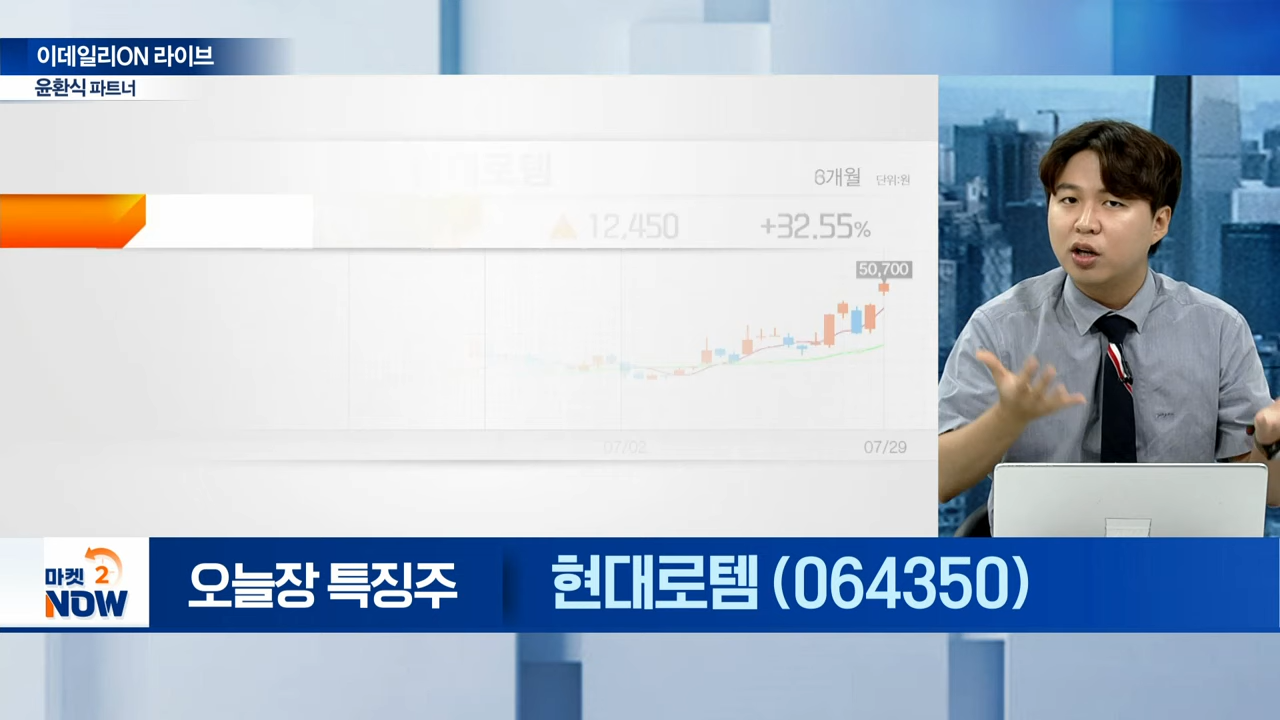 이데일리ON 라이브
윤환식 파트너
현대로템
6개월 단위:원
▲ 12,450 +32.55%
50,700
07/02 07/29
마켓 2
NOW
오늘장 특징주 현대로템 (064350)